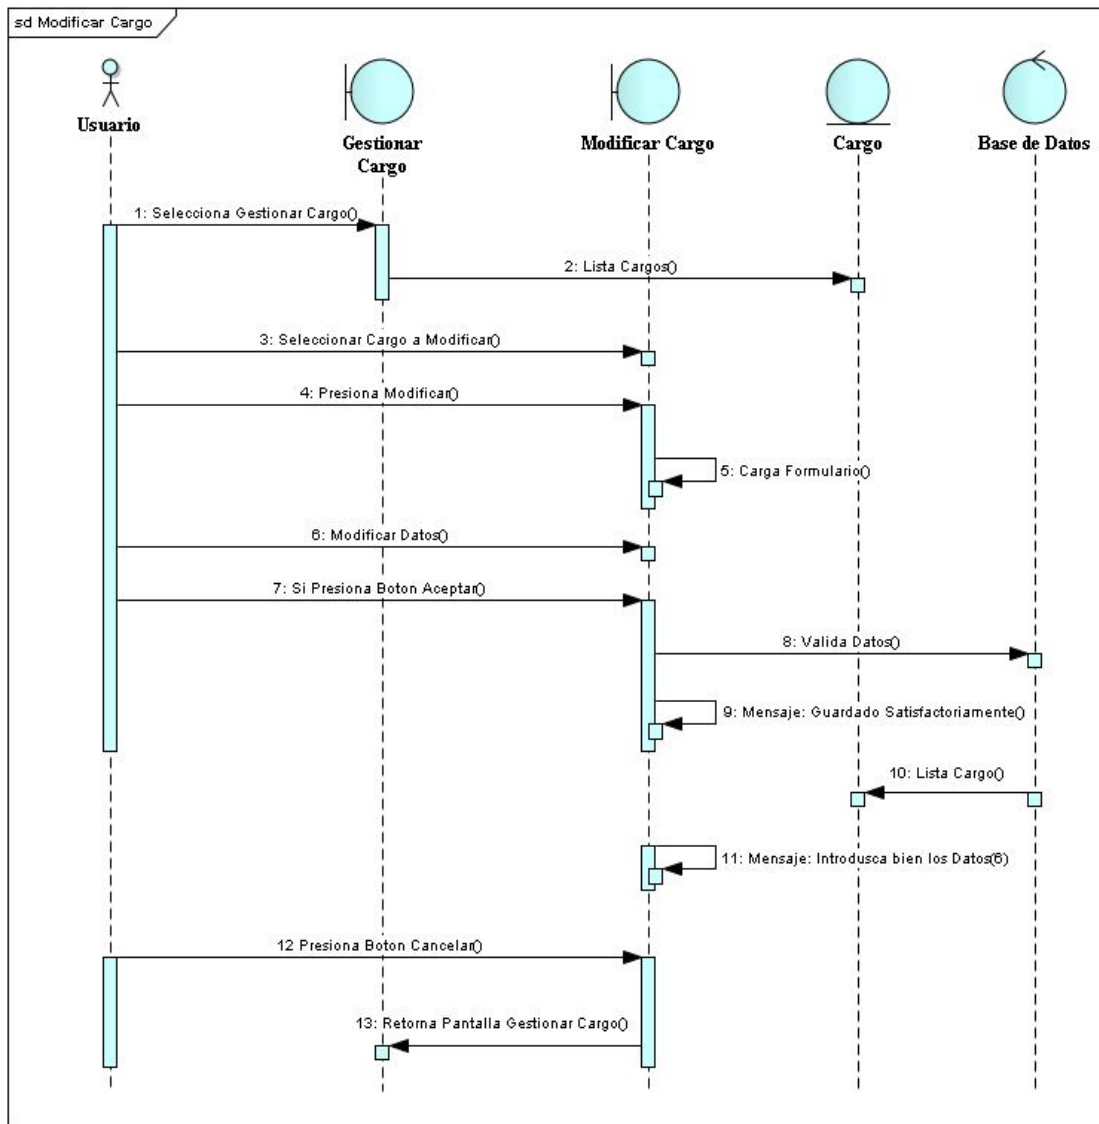 sd Modificar Cargo
Usuario
Gestionar
Cargo
Modificar Cargo
Cargo
Base de Datos
1: Selecciona Gestionar Cargo()
2: Lista Cargos()
3: Seleccionar Cargo a Modificar()
4: Presiona Modificar()
5: Carga Formulario()
6: Modificar Datos()
7: Si Presiona Boton Aceptar()
8: Valida Datos()
9: Mensaje: Guardado Satisfactoriamente()
10: Lista Cargo()
11: Mensaje: Introdusca bien los Datos(6)
12 Presiona Boton Cancelar()
13: Retorna Pantalla Gestionar Cargo()